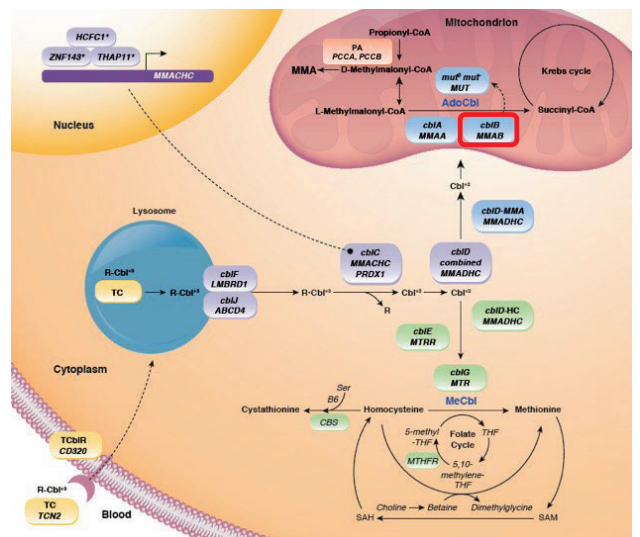 Mitochondrion
Propionyl-CoA
PA
PCCA, PCCB
MMA
D-Methylmalonyl-CoA
mut⁰ mut⁻
MUT
Krebs cycle
AdoCbl
L-Methylmalonyl-CoA
Succinyl-CoA
cblA
MMAA
cblB
MMAB
HCFC1*
ZNF143*
THAP11*
MMACHC
Nucleus
Cbl⁺²
cblD-MMA
MMADHC
Lysosome
R-Cbl⁺³
TC
R-Cbl⁺³
cblF
LMBRD1
cblJ
ABCD4
R-Cbl⁺³
cblC
MMACHC
PRDX1
R
Cbl⁺²
cblD
combined
MMADHC
Cbl⁺²
cblD-HC
MMADHC
cblE
MTRR
cblG
MTR
MeCbl
Cytoplasm
Ser
B6
Cystathionine
CBS
Homocysteine
Methionine
5-methyl
-THF
Folate
Cycle
THF
MTHFR
5,10-
methylene-
THF
Choline
Betaine
Dimethylglycine
SAH
SAM
TCblR
CD320
R-Cbl⁺³
TC
TCN2
Blood